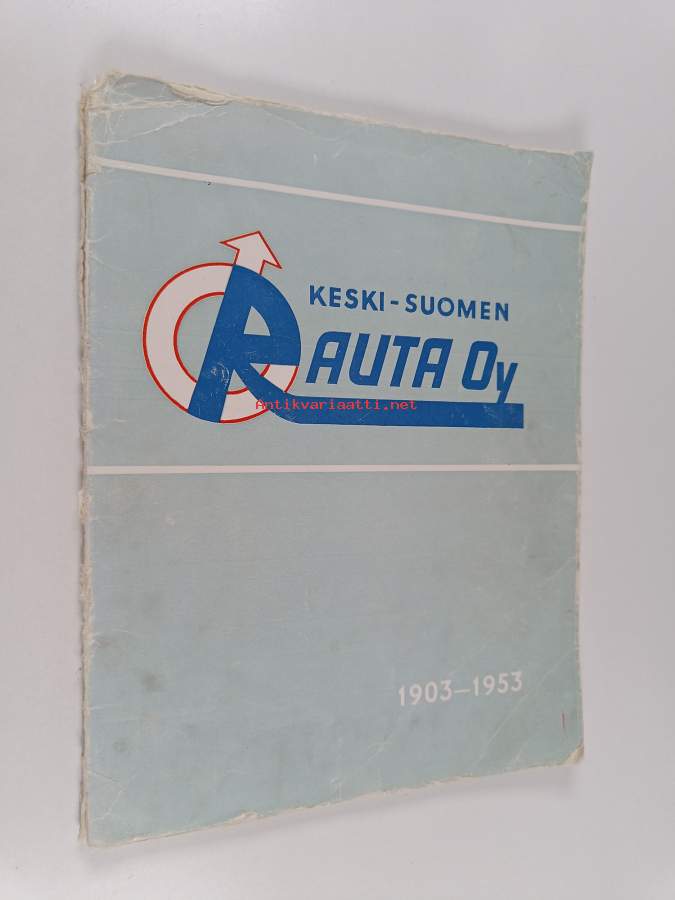 KESKI-SUOMEN
RAUTA Oy
Antikvariaatti.net
1903–1953